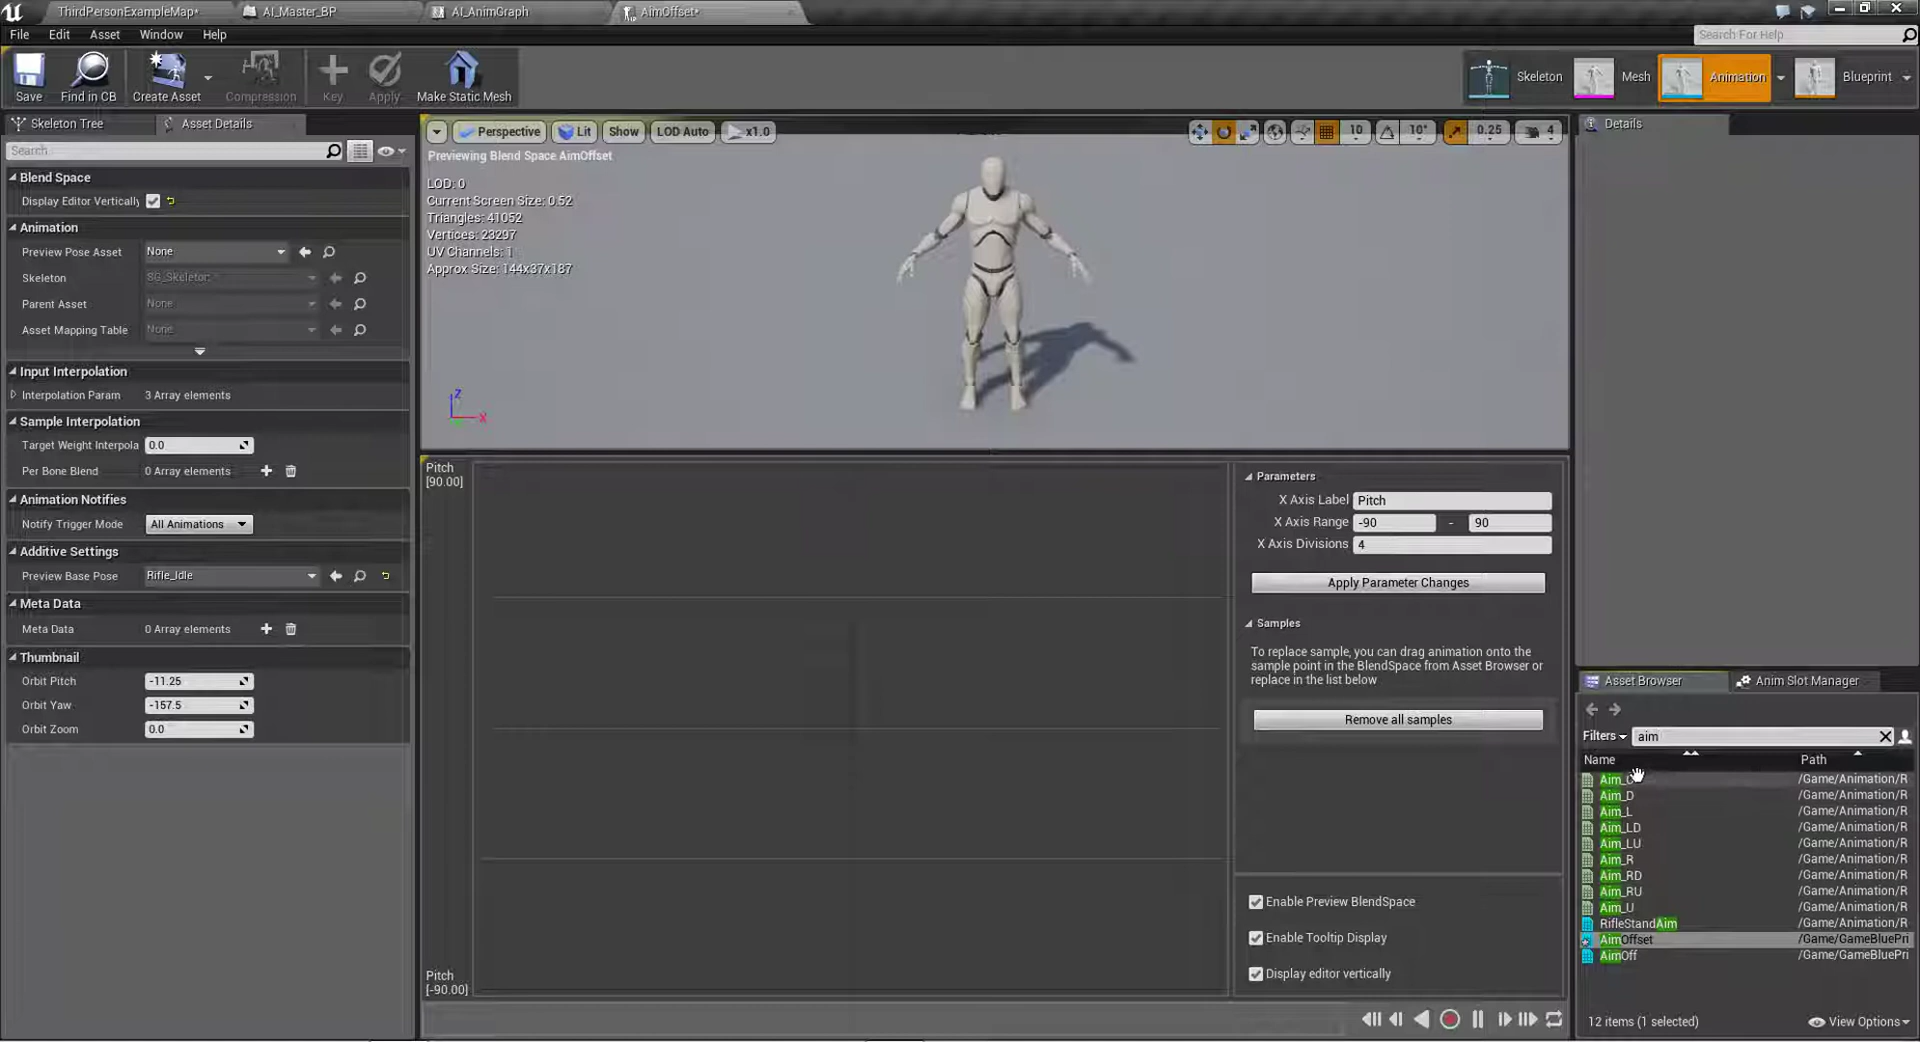 ThirdPersonExampleMap*
AI_Master_BP
AI_AnimGraph
AimOffset*
File Edit Asset Window Help
Search For Help
Save
Find in CB
Create Asset
Compression
Key
Apply
Make Static Mesh
Skeleton
Mesh
Animation
Blueprint
Skeleton Tree
Asset Details
Search
Blend Space
Display Editor Vertically
Animation
Preview Pose Asset None
Skeleton SG_Skeleton
Parent Asset None
Asset Mapping Table None
Input Interpolation
Interpolation Param 3 Array elements
Sample Interpolation
Target Weight Interpola 0.0
Per Bone Blend 0 Array elements
Animation Notifies
Notify Trigger Mode All Animations
Additive Settings
Preview Base Pose Rifle_Idle
Meta Data
Meta Data 0 Array elements
Thumbnail
Orbit Pitch -11.25
Orbit Yaw -157.5
Orbit Zoom 0.0
Perspective Lit Show LOD Auto x1.0
10 10° 0.25 4
Previewing Blend Space AimOffset
LOD: 0
Current Screen Size: 0.52
Triangles: 41052
Vertices: 23297
UV Channels: 1
Approx Size: 144x37x187
Z
X
Pitch
[90.00]
Pitch
[-90.00]
Parameters
X Axis Label Pitch
X Axis Range -90 - 90
X Axis Divisions 4
Apply Parameter Changes
Samples
To replace sample, you can drag animation onto the
sample point in the BlendSpace from Asset Browser or
replace in the list below
Remove all samples
Enable Preview BlendSpace
Enable Tooltip Display
Display editor vertically
Details
Asset Browser
Anim Slot Manager
Filters aim
Name Path
/Game/Animation/R
Aim_D /Game/Animation/R
Aim_L /Game/Animation/R
Aim_LD /Game/Animation/R
Aim_LU /Game/Animation/R
Aim_R /Game/Animation/R
Aim_RD /Game/Animation/R
Aim_RU /Game/Animation/R
Aim_U /Game/Animation/R
RifleStandAim /Game/Animation/R
AimOffset /Game/GameBluePri
AimOff /Game/GameBluePri
12 items (1 selected)
View Options